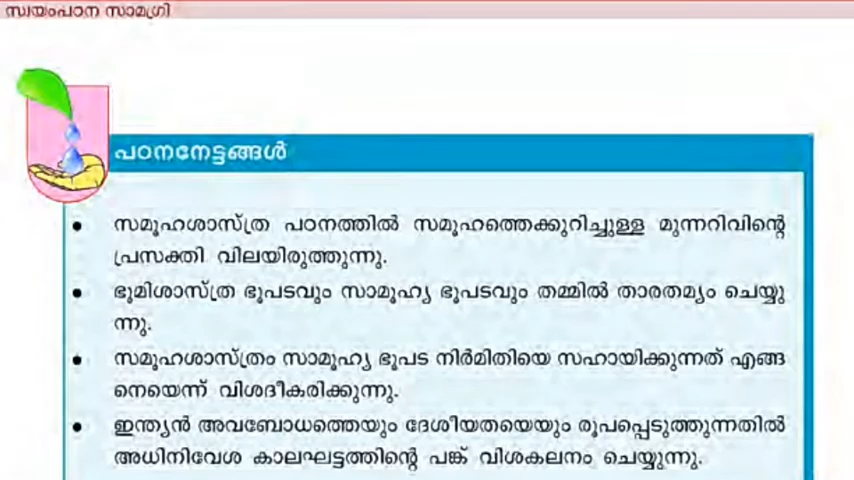 സ്വയംപഠന സാമഗ്രി
പഠനനേട്ടങ്ങൾ
• സമൂഹശാസ്ത്ര പഠനത്തിൽ സമൂഹത്തെക്കുറിച്ചുള്ള മുന്നറിവിന്റെ
പ്രസക്തി വിലയിരുത്തുന്നു.
• ഭൂമിശാസ്ത്ര ഭൂപടവും സാമൂഹ്യ ഭൂപടവും തമ്മിൽ താരതമ്യം ചെയ്യു
ന്നു.
• സമൂഹശാസ്ത്രം സാമൂഹ്യ ഭൂപട നിർമിതിയെ സഹായിക്കുന്നത് എങ്ങ
നെയെന്ന് വിശദീകരിക്കുന്നു.
• ഇന്ത്യൻ അവബോധത്തെയും ദേശീയതയെയും രൂപപ്പെടുത്തുന്നതിൽ
അധിനിവേശ കാലഘട്ടത്തിന്റെ പങ്ക് വിശകലനം ചെയ്യുന്നു.